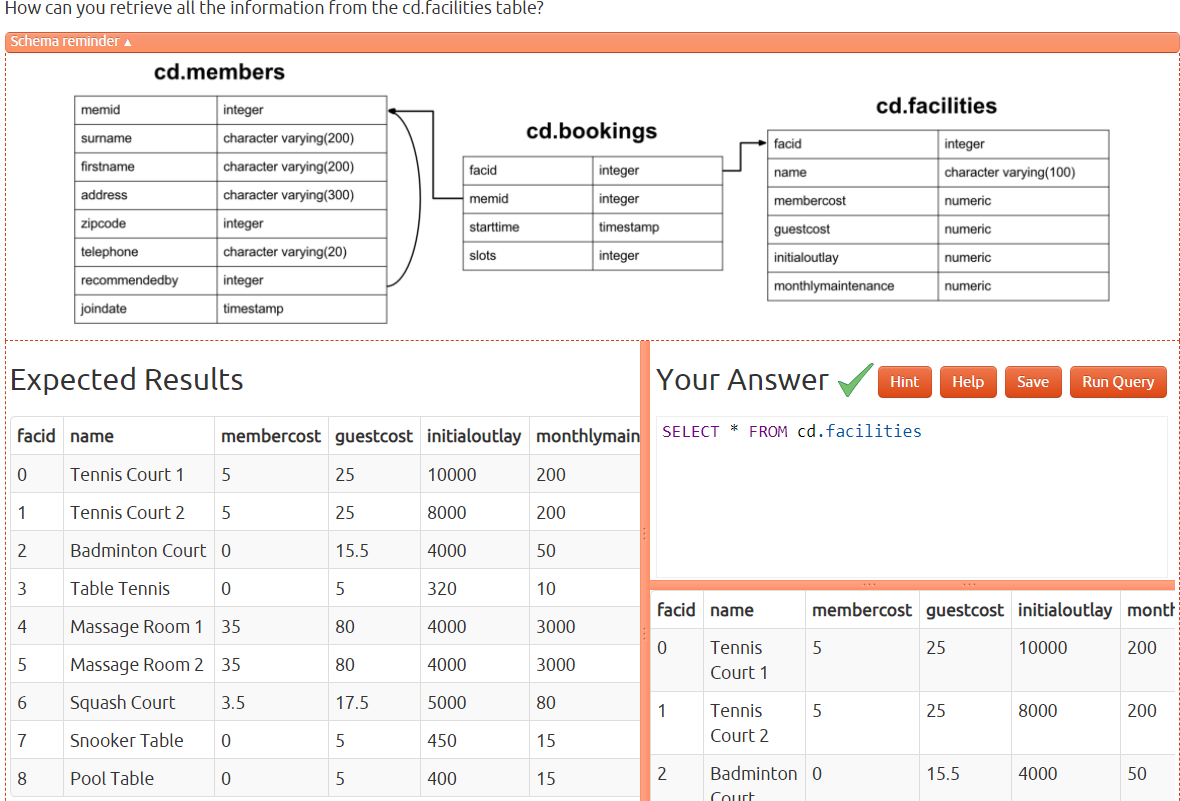 How can you retrieve all the information from the cd.facilities table?
Schema reminder ▲
cd.members
memid integer
surname character varying(200)
firstname character varying(200)
address character varying(300)
zipcode integer
telephone character varying(20)
recommendedby integer
joindate timestamp
cd.bookings
facid integer
memid integer
starttime timestamp
slots integer
cd.facilities
facid integer
name character varying(100)
membercost numeric
guestcost numeric
initialoutlay numeric
monthlymaintenance numeric
Expected Results
facid name membercost guestcost initialoutlay monthlymain
0 Tennis Court 1 5 25 10000 200
1 Tennis Court 2 5 25 8000 200
2 Badminton Court 0 15.5 4000 50
3 Table Tennis 0 5 320 10
4 Massage Room 1 35 80 4000 3000
5 Massage Room 2 35 80 4000 3000
6 Squash Court 3.5 17.5 5000 80
7 Snooker Table 0 5 450 15
8 Pool Table 0 5 400 15
Your Answer Hint Help Save Run Query
SELECT * FROM cd.facilities
facid name membercost guestcost initialoutlay month
0 Tennis 5 25 10000 200
Court 1
1 Tennis 5 25 8000 200
Court 2
2 Badminton 0 15.5 4000 50
Court